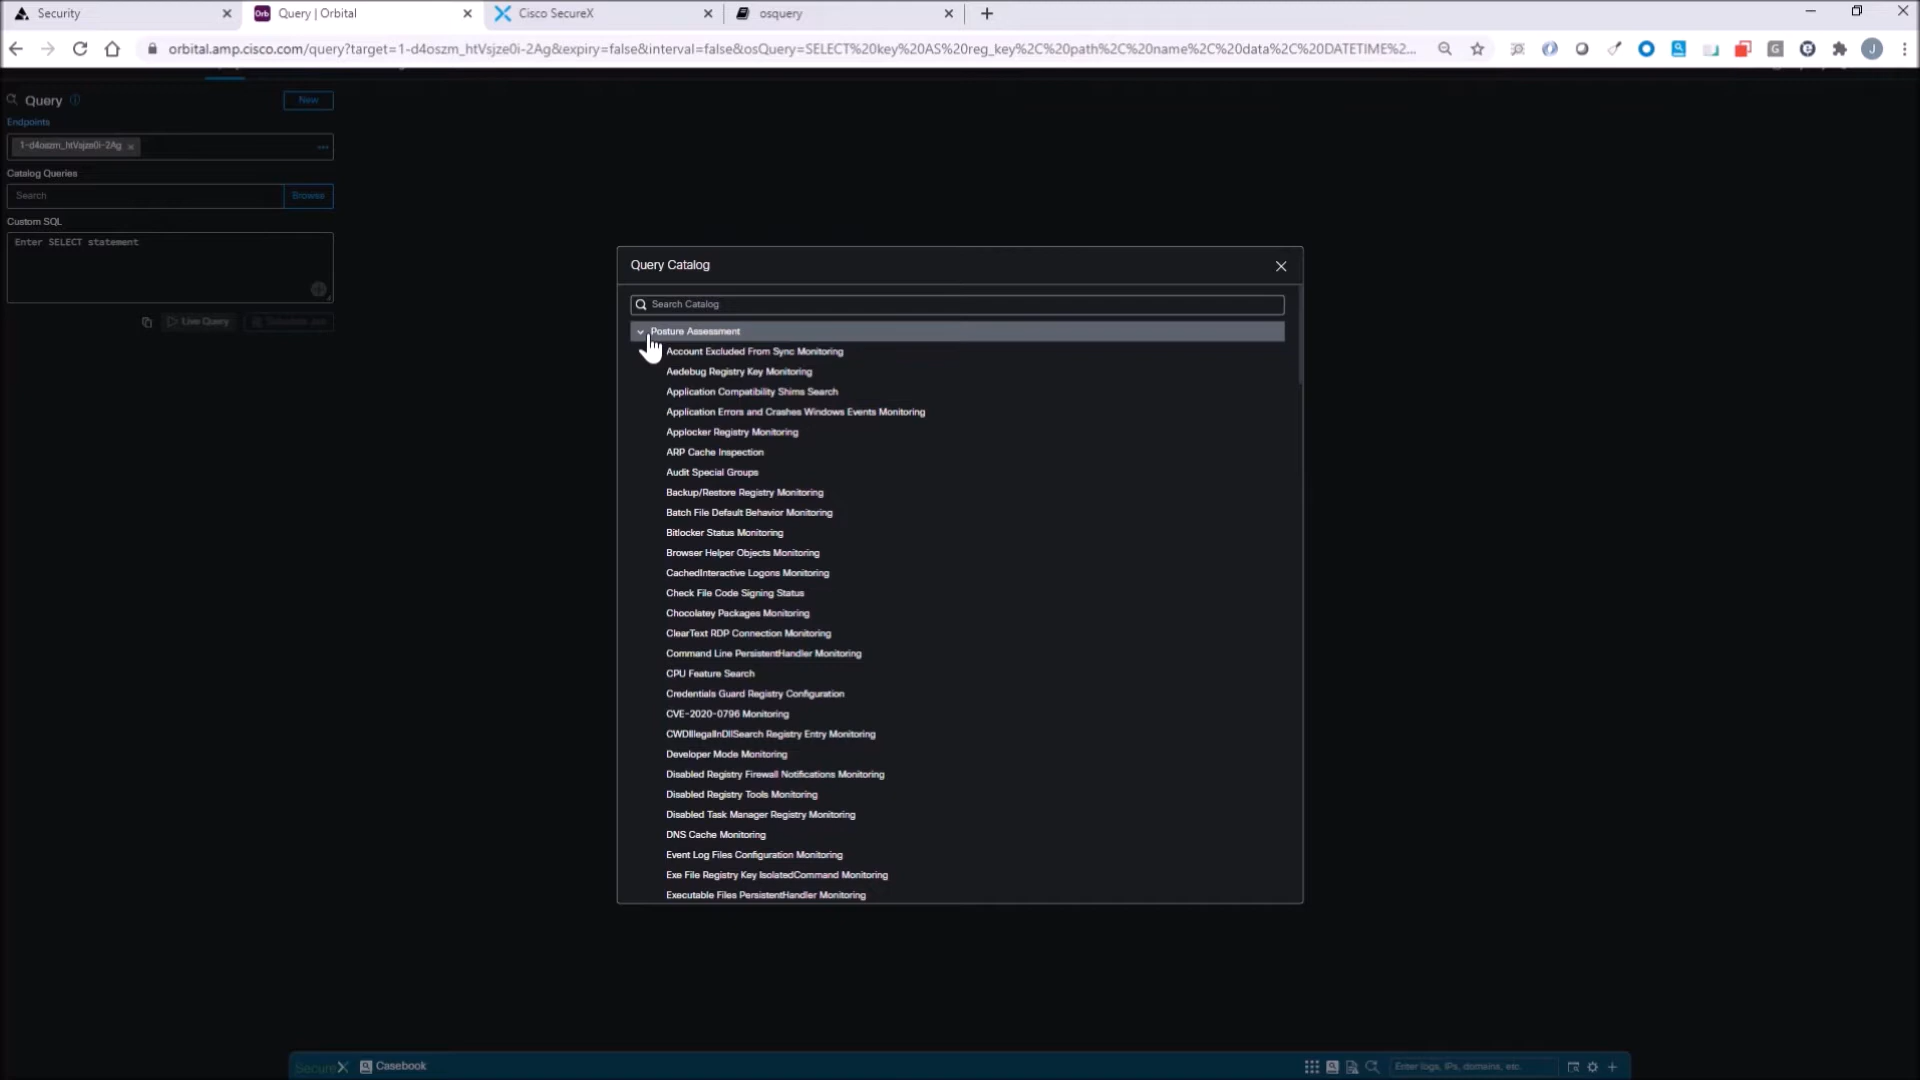 Security
Query | Orbital
Cisco SecureX
osquery
orbital.amp.cisco.com/query?target=1-d4oszm_htVsjze0i-2Ag&expiry=false&interval=false&osQuery=SELECT%20key%20AS%20reg_key%2C%20path%2C%20name%2C%20data%2C%20DATETIME%2...
J
Query
New
Endpoints
1-d4oszm_htVsjze0i-2Ag
Catalog Queries
Search
Browse
Custom SQL
Enter SELECT statement
Live Query
Query Catalog
Search Catalog
Posture Assessment
Account Excluded From Sync Monitoring
Aedebug Registry Key Monitoring
Application Compatibility Shims Search
Application Errors and Crashes Windows Events Monitoring
Applocker Registry Monitoring
ARP Cache Inspection
Audit Special Groups
Backup/Restore Registry Monitoring
Batch File Default Behavior Monitoring
Bitlocker Status Monitoring
Browser Helper Objects Monitoring
CachedInteractive Logons Monitoring
Check File Code Signing Status
Chocolatey Packages Monitoring
ClearText RDP Connection Monitoring
Command Line PersistentHandler Monitoring
CPU Feature Search
Credentials Guard Registry Configuration
CVE-2020-0796 Monitoring
CWDIllegalInDllSearch Registry Entry Monitoring
Developer Mode Monitoring
Disabled Registry Firewall Notifications Monitoring
Disabled Registry Tools Monitoring
Disabled Task Manager Registry Monitoring
DNS Cache Monitoring
Event Log Files Configuration Monitoring
Exe File Registry Key IsolatedCommand Monitoring
Executable Files PersistentHandler Monitoring
SecureX
Casebook
Enter logs, IPs, domains, etc.